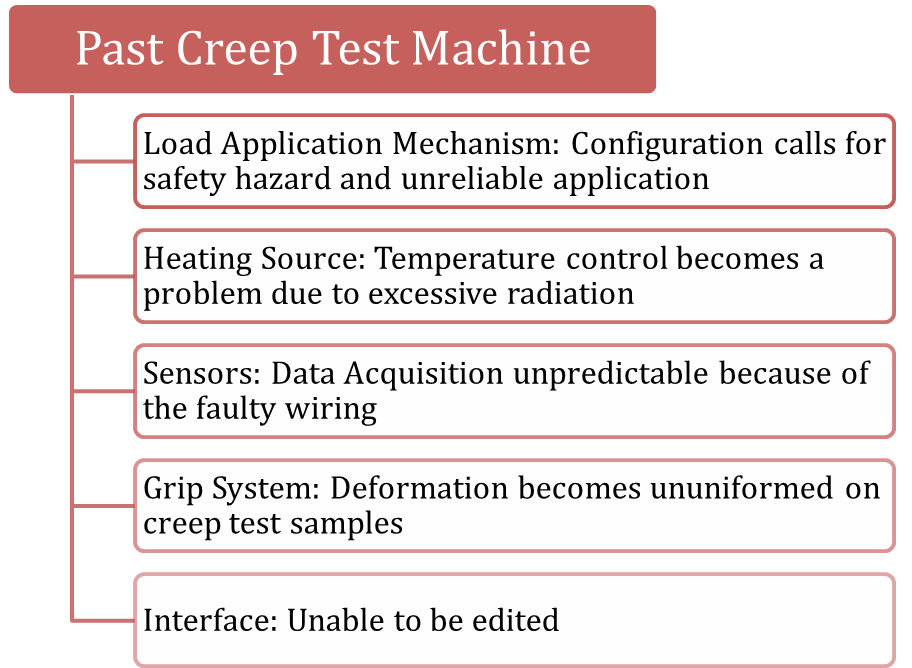 Past Creep Test Machine
Load Application Mechanism: Configuration calls for
safety hazard and unreliable application
Heating Source: Temperature control becomes a
problem due to excessive radiation
Sensors: Data Acquisition unpredictable because of
the faulty wiring
Grip System: Deformation becomes ununiformed on
creep test samples
Interface: Unable to be edited